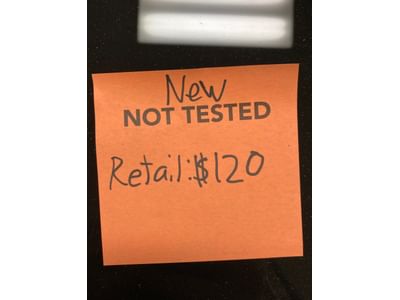 New
NOT TESTED
Retail: $120